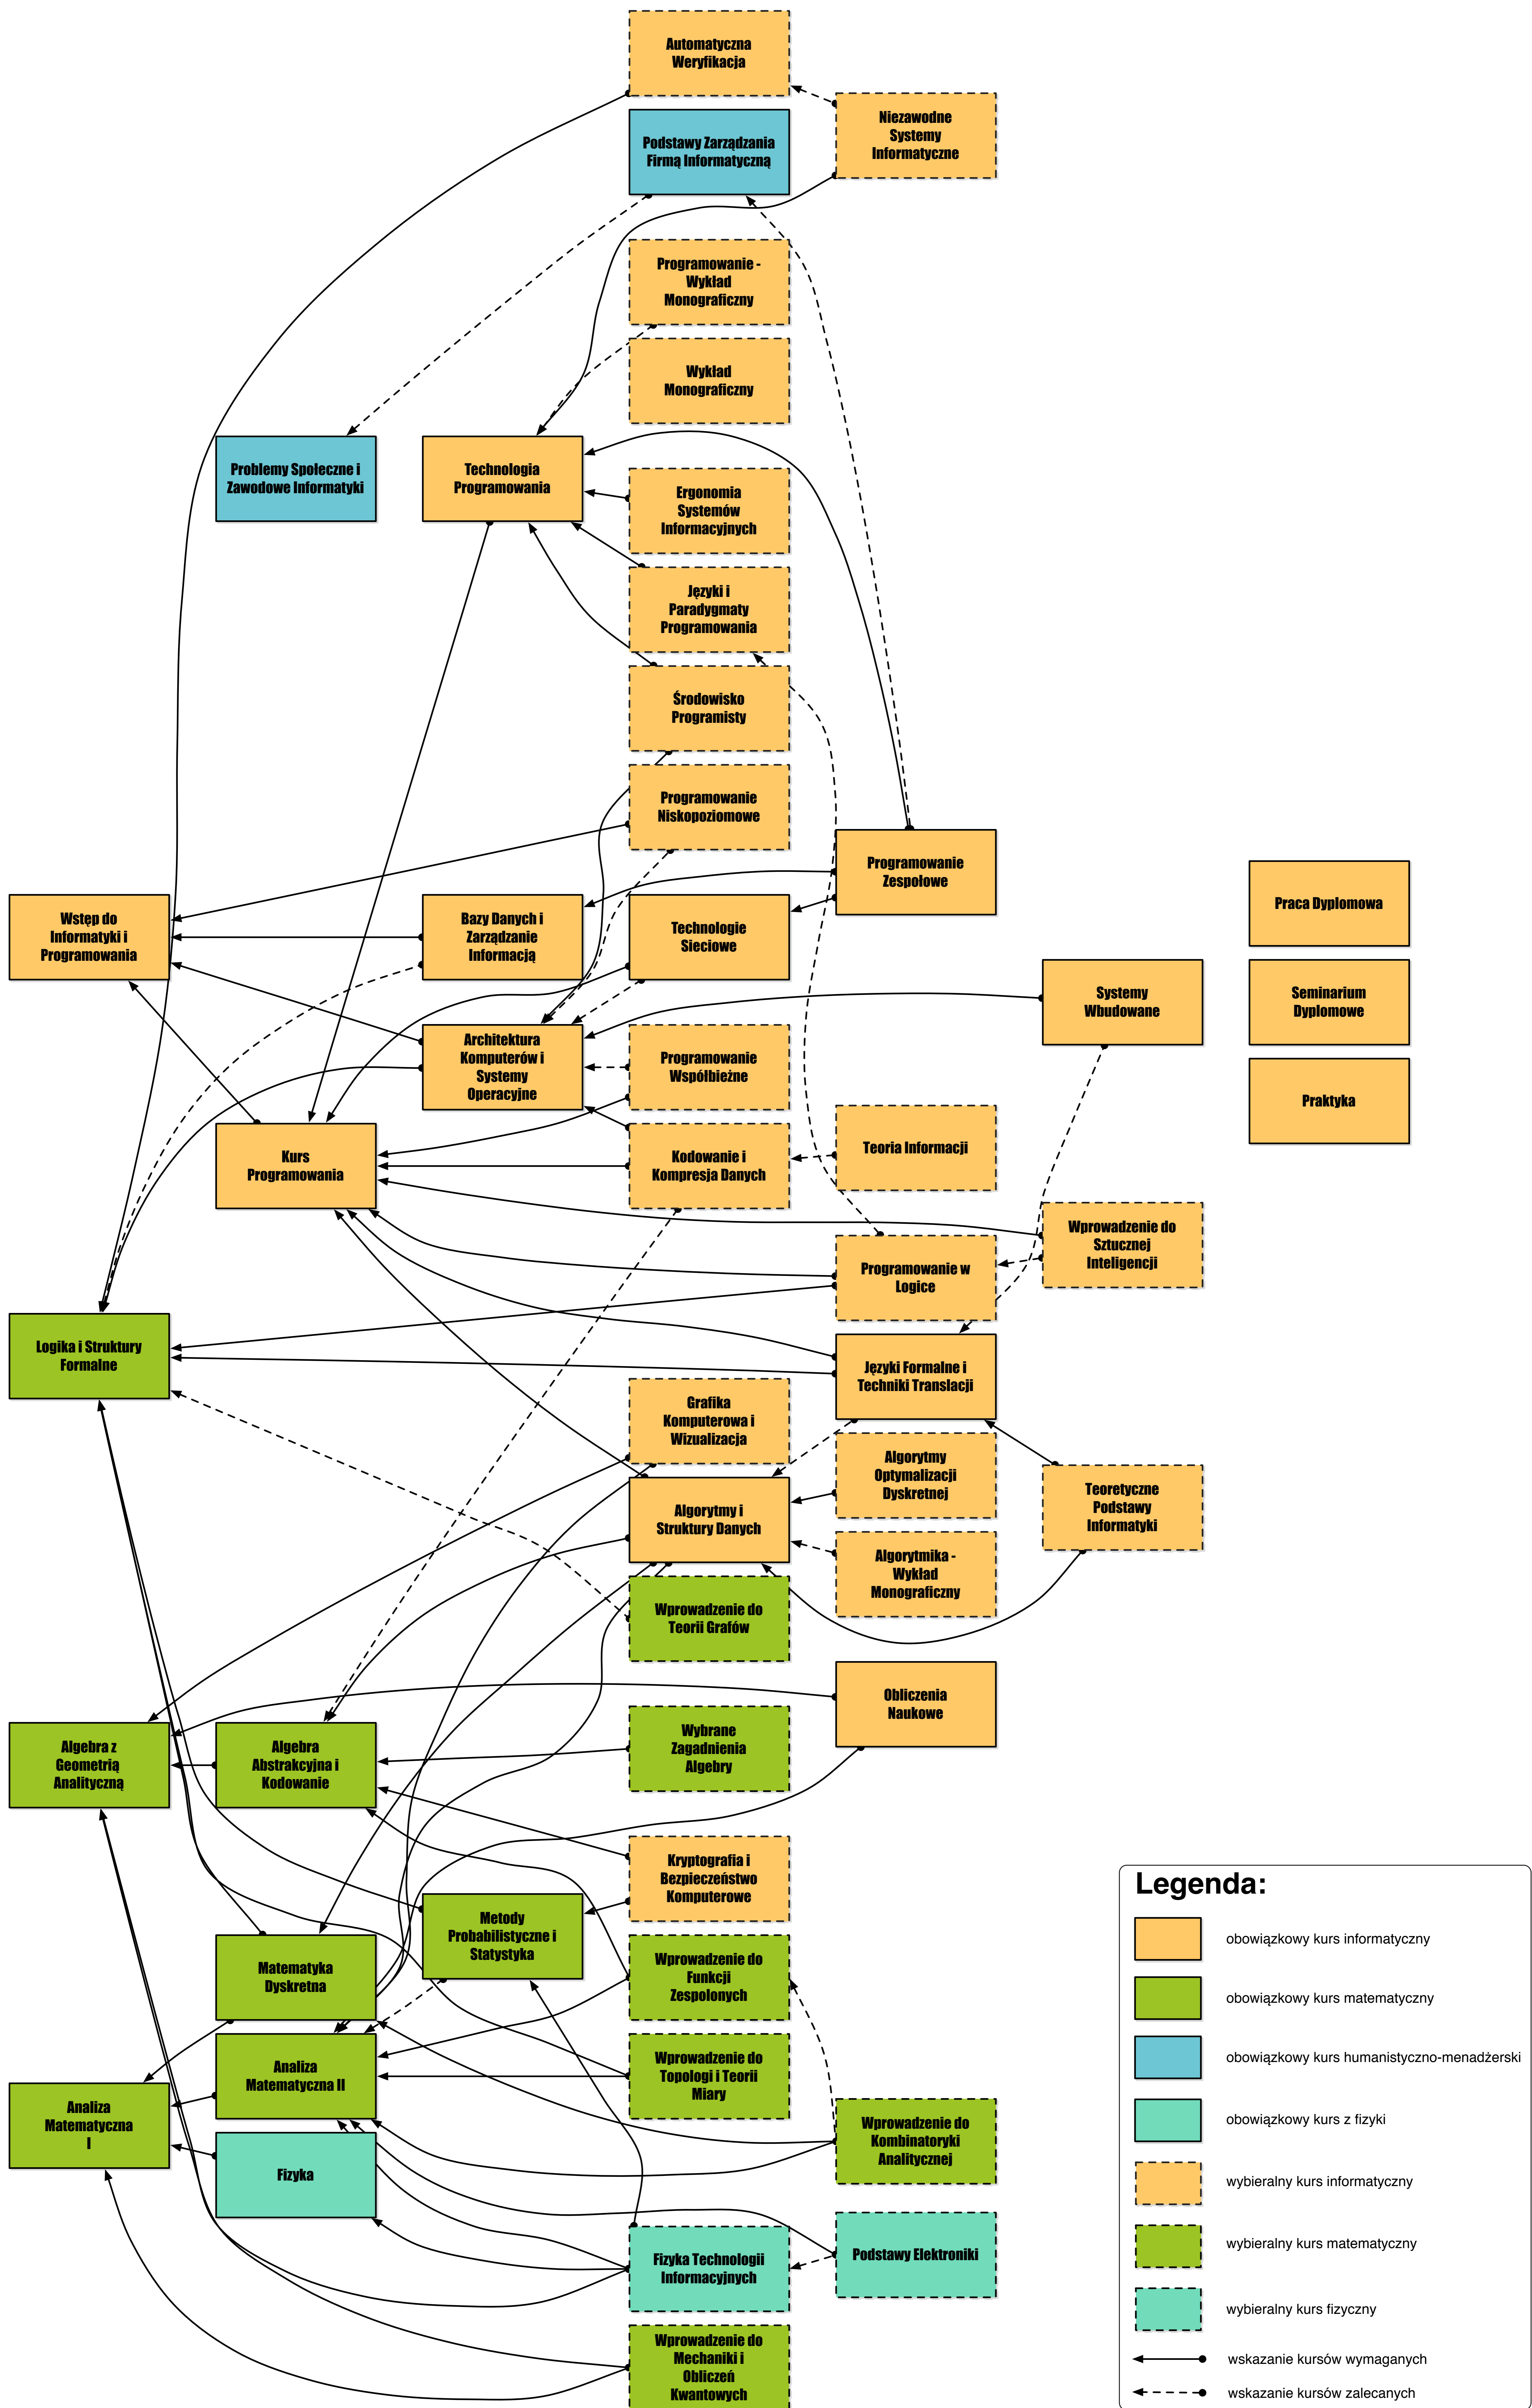 Automatyczna
Weryfikacja
Niezawodne
Systemy
Informatyczne
Podstawy Zarządzania
Firmą Informatyczną
Programowanie -
Wykład
Monograficzny
Wykład
Monograficzny
Problemy Społeczne i
Zawodowe Informatyki
Technologia
Programowania
Ergonomia
Systemów
Informacyjnych
Języki i
Paradygmaty
Programowania
Środowisko
Programisty
Programowanie
Niskopoziomowe
Programowanie
Zespołowe
Praca Dyplomowa
Wstęp do
Informatyki i
Programowania
Bazy Danych i
Zarządzanie
Informacją
Technologie
Sieciowe
Systemy
Wbudowane
Seminarium
Dyplomowe
Architektura
Komputerów i
Systemy
Operacyjne
Programowanie
Współbieżne
Praktyka
Kurs
Programowania
Kodowanie i
Kompresja Danych
Teoria Informacji
Wprowadzenie do
Sztucznej
Inteligencji
Programowanie w
Logice
Logika i Struktury
Formalne
Języki Formalne i
Techniki Translacji
Grafika
Komputerowa i
Wizualizacja
Algorytmy
Optymalizacji
Dyskretnej
Teoretyczne
Podstawy
Informatyki
Algorytmy i
Struktury Danych
Algorytmika -
Wykład
Monograficzny
Wprowadzenie do
Teorii Grafów
Obliczenia
Naukowe
Algebra z
Geometrią
Analityczną
Algebra
Abstrakcyjna i
Kodowanie
Wybrane
Zagadnienia
Algebry
Kryptografia i
Bezpieczeństwo
Komputerowe
Metody
Probabilistyczne i
Statystyka
Matematyka
Dyskretna
Wprowadzenie do
Funkcji
Zespolonych
Analiza
Matematyczna II
Wprowadzenie do
Topologi i Teorii
Miary
Analiza
Matematyczna
I
Wprowadzenie do
Kombinatoryki
Analitycznej
Fizyka
Fizyka Technologii
Informacyjnych
Podstawy Elektroniki
Wprowadzenie do
Mechaniki i
Obliczeń
Kwantowych
Legenda:
obowiązkowy kurs informatyczny
obowiązkowy kurs matematyczny
obowiązkowy kurs humanistyczno-menadżerski
obowiązkowy kurs z fizyki
wybieralny kurs informatyczny
wybieralny kurs matematyczny
wybieralny kurs fizyczny
wskazanie kursów wymaganych
wskazanie kursów zalecanych